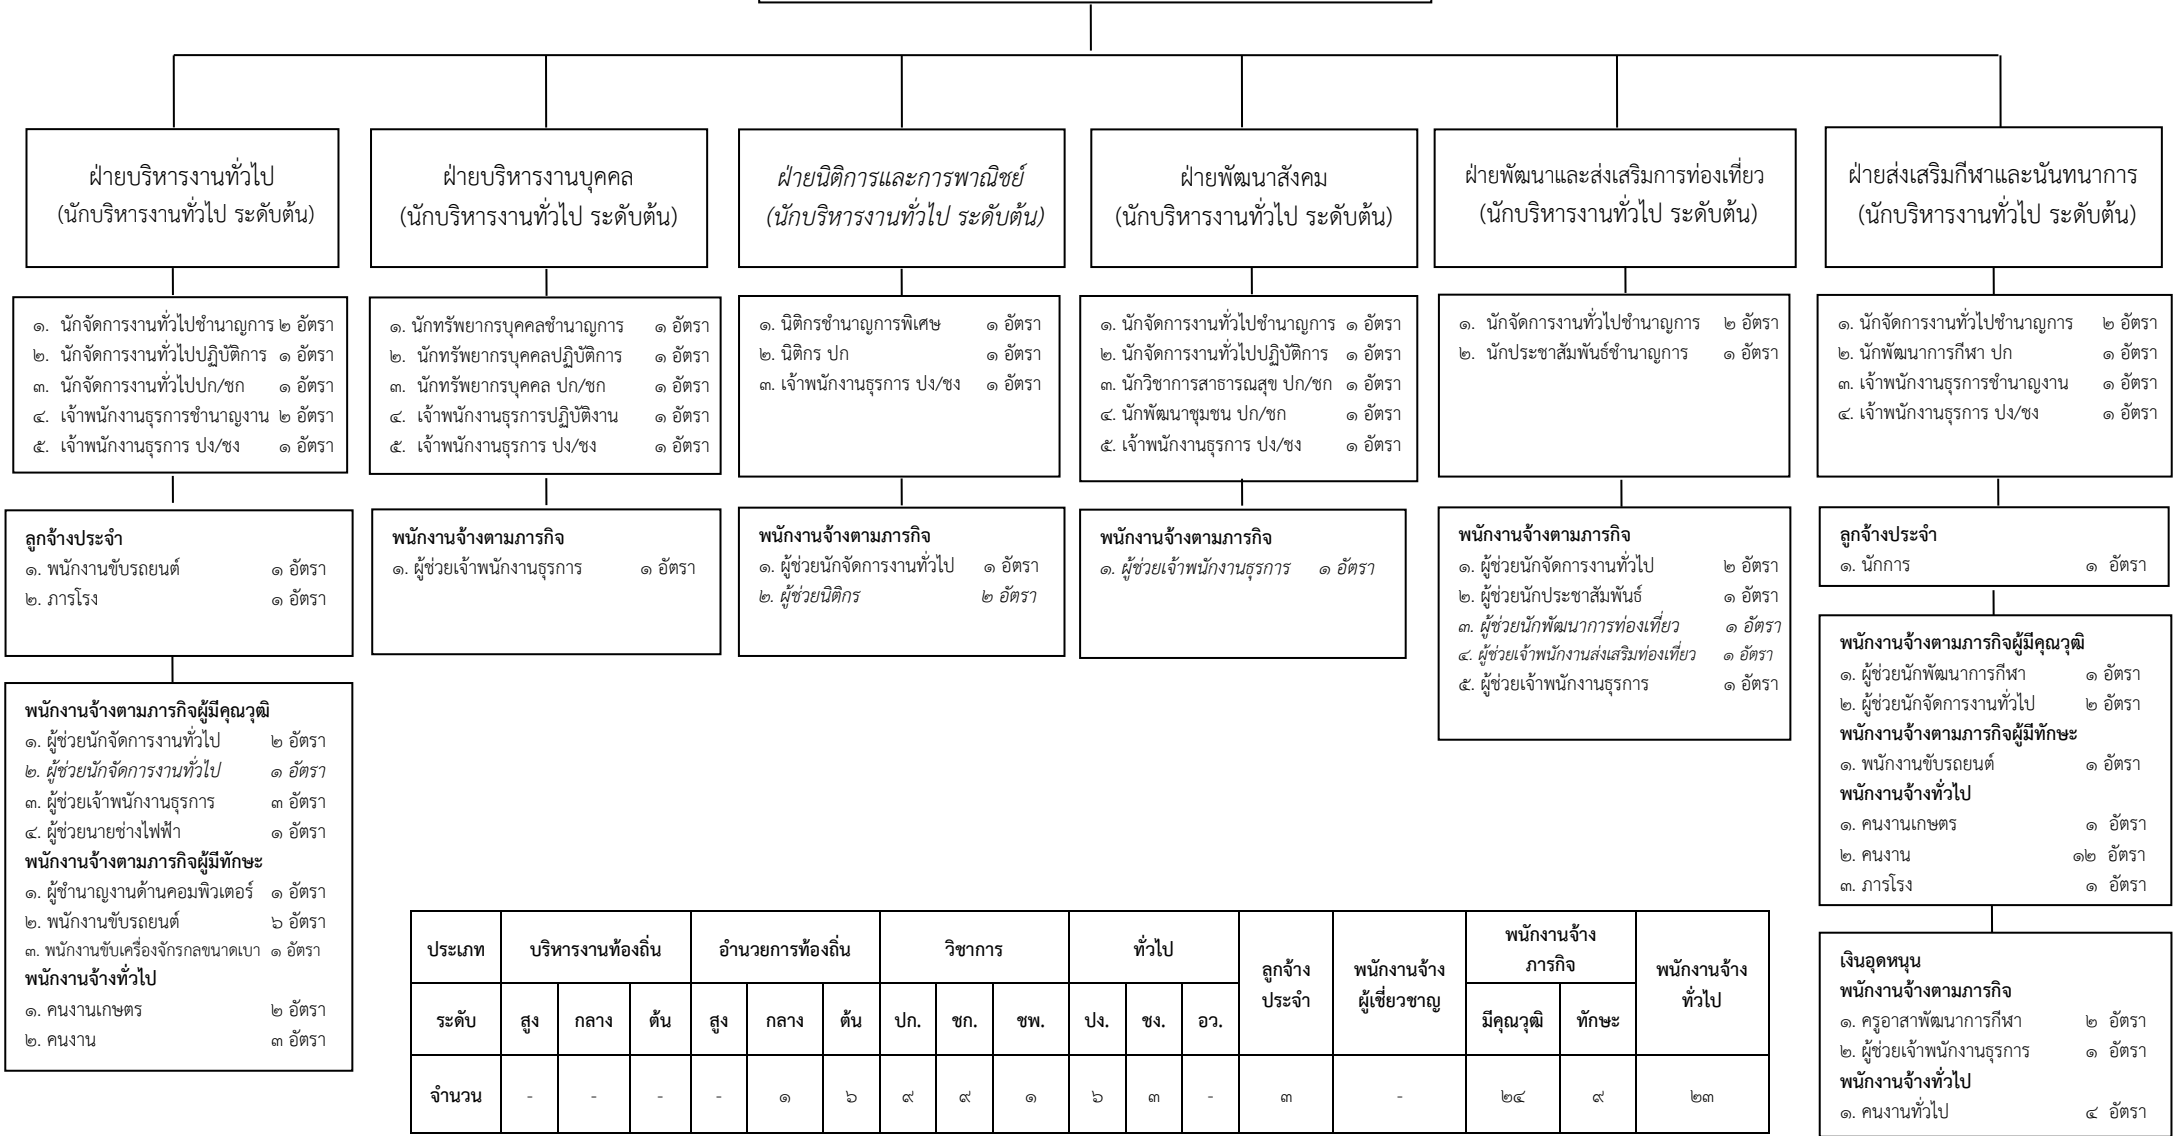 ฝ่ายบริหารงานทั่วไป
(นักบริหารงานทั่วไป ระดับต้น)
๑. นักจัดการงานทั่วไปชำนาญการ ๒ อัตรา
๒. นักจัดการงานทั่วไปปฏิบัติการ ๑ อัตรา
๓. นักจัดการงานทั่วไปปก/ชก ๑ อัตรา
๔. เจ้าพนักงานธุรการชำนาญงาน ๒ อัตรา
๕. เจ้าพนักงานธุรการ ปง/ชง ๑ อัตรา
ลูกจ้างประจำ
๑. พนักงานขับรถยนต์ ๑ อัตรา
๒. ภารโรง ๑ อัตรา
พนักงานจ้างตามภารกิจผู้มีคุณวุฒิ
๑. ผู้ช่วยนักจัดการงานทั่วไป ๒ อัตรา
๒. ผู้ช่วยนักจัดการงานทั่วไป ๑ อัตรา
๓. ผู้ช่วยเจ้าพนักงานธุรการ ๓ อัตรา
๔. ผู้ช่วยนายช่างไฟฟ้า ๑ อัตรา
พนักงานจ้างตามภารกิจผู้มีทักษะ
๑. ผู้ชำนาญงานด้านคอมพิวเตอร์ ๑ อัตรา
๒. พนักงานขับรถยนต์ ๖ อัตรา
๓. พนักงานขับเครื่องจักรกลขนาดเบา ๑ อัตรา
พนักงานจ้างทั่วไป
๑. คนงานเกษตร ๒ อัตรา
๒. คนงาน ๓ อัตรา
ฝ่ายบริหารงานบุคคล
(นักบริหารงานทั่วไป ระดับต้น)
๑. นักทรัพยากรบุคคลชำนาญการ ๑ อัตรา
๒. นักทรัพยากรบุคคลปฏิบัติการ ๑ อัตรา
๓. นักทรัพยากรบุคคล ปก/ชก ๑ อัตรา
๔. เจ้าพนักงานธุรการปฏิบัติงาน ๑ อัตรา
๕. เจ้าพนักงานธุรการ ปง/ชง ๑ อัตรา
พนักงานจ้างตามภารกิจ
๑. ผู้ช่วยเจ้าพนักงานธุรการ ๑ อัตรา
ฝ่ายนิติการและการพาณิชย์
(นักบริหารงานทั่วไป ระดับต้น)
๑. นิติกรชำนาญการพิเศษ ๑ อัตรา
๒. นิติกร ปก ๑ อัตรา
๓. เจ้าพนักงานธุรการ ปง/ชง ๑ อัตรา
พนักงานจ้างตามภารกิจ
๑. ผู้ช่วยนักจัดการงานทั่วไป ๑ อัตรา
๒. ผู้ช่วยนิติกร ๒ อัตรา
ฝ่ายพัฒนาสังคม
(นักบริหารงานทั่วไป ระดับต้น)
๑. นักจัดการงานทั่วไปชำนาญการ ๑ อัตรา
๒. นักจัดการงานทั่วไปปฏิบัติการ ๑ อัตรา
๓. นักวิชาการสาธารณสุข ปก/ชก ๑ อัตรา
๔. นักพัฒนาชุมชน ปก/ชก ๑ อัตรา
๕. เจ้าพนักงานธุรการ ปง/ชง ๑ อัตรา
พนักงานจ้างตามภารกิจ
๑. ผู้ช่วยเจ้าพนักงานธุรการ ๑ อัตรา
ฝ่ายพัฒนาและส่งเสริมการท่องเที่ยว
(นักบริหารงานทั่วไป ระดับต้น)
๑. นักจัดการงานทั่วไปชำนาญการ ๒ อัตรา
๒. นักประชาสัมพันธ์ชำนาญการ ๑ อัตรา
พนักงานจ้างตามภารกิจ
๑. ผู้ช่วยนักจัดการงานทั่วไป ๒ อัตรา
๒. ผู้ช่วยนักประชาสัมพันธ์ ๑ อัตรา
๓. ผู้ช่วยนักพัฒนาการท่องเที่ยว ๑ อัตรา
๔. ผู้ช่วยเจ้าพนักงานส่งเสริมท่องเที่ยว ๑ อัตรา
๕. ผู้ช่วยเจ้าพนักงานธุรการ ๑ อัตรา
ฝ่ายส่งเสริมกีฬาและนันทนาการ
(นักบริหารงานทั่วไป ระดับต้น)
๑. นักจัดการงานทั่วไปชำนาญการ ๒ อัตรา
๒. นักพัฒนาการกีฬา ปก ๑ อัตรา
๓. เจ้าพนักงานธุรการชำนาญงาน ๑ อัตรา
๔. เจ้าพนักงานธุรการ ปง/ชง ๑ อัตรา
ลูกจ้างประจำ
๑. นักการ ๑ อัตรา
พนักงานจ้างตามภารกิจผู้มีคุณวุฒิ
๑. ผู้ช่วยนักพัฒนาการกีฬา ๑ อัตรา
๒. ผู้ช่วยนักจัดการงานทั่วไป ๒ อัตรา
พนักงานจ้างตามภารกิจผู้มีทักษะ
๑. พนักงานขับรถยนต์ ๑ อัตรา
พนักงานจ้างทั่วไป
๑. คนงานเกษตร ๑ อัตรา
๒. คนงาน ๑๒ อัตรา
๓. ภารโรง ๑ อัตรา
เงินอุดหนุน
พนักงานจ้างตามภารกิจ
๑. ครูอาสาพัฒนาการกีฬา ๒ อัตรา
๒. ผู้ช่วยเจ้าพนักงานธุรการ ๑ อัตรา
พนักงานจ้างทั่วไป
๑. คนงานทั่วไป ๔ อัตรา
ประเภท บริหารงานท้องถิ่น อำนวยการท้องถิ่น วิชาการ ทั่วไป ลูกจ้าง ประจำ พนักงานจ้าง ผู้เชี่ยวชาญ พนักงานจ้าง ภารกิจ พนักงานจ้าง ทั่วไป
ระดับ สูง กลาง ต้น สูง กลาง ต้น ปก. ชก. ชพ. ปง. ชง. อว. มีคุณวุฒิ ทักษะ
จำนวน - - - - ๑ ๖ ๙ ๙ ๑ ๖ ๓ - ๓ - ๒๔ ๙ ๒๓